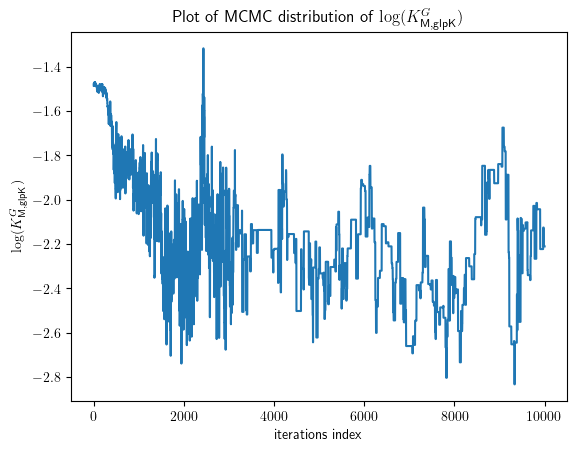 Plot of MCMC distribution of log(K^G_M,glpK)
log(K^G_M,glpK)
−1.4
−1.6
−1.8
−2.0
−2.2
−2.4
−2.6
−2.8
0 2000 4000 6000 8000 10000
iterations index